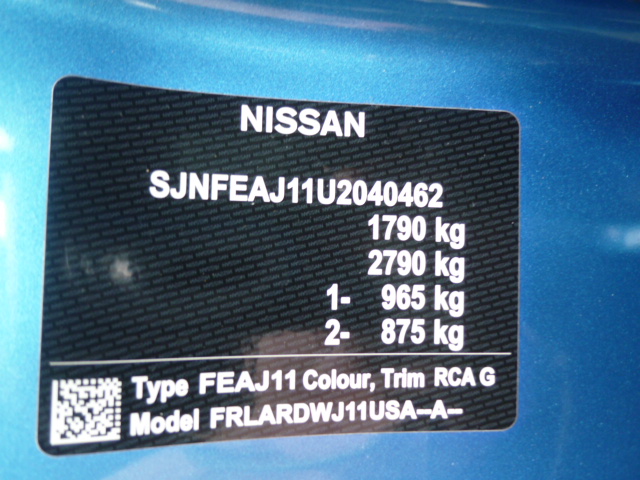 NISSAN
SJNFEAJ11U2040462
1790 kg
2790 kg
1- 965 kg
2- 875 kg
Type FEAJ11 Colour, Trim RCA G
Model FRLARDWJ11USA--A--